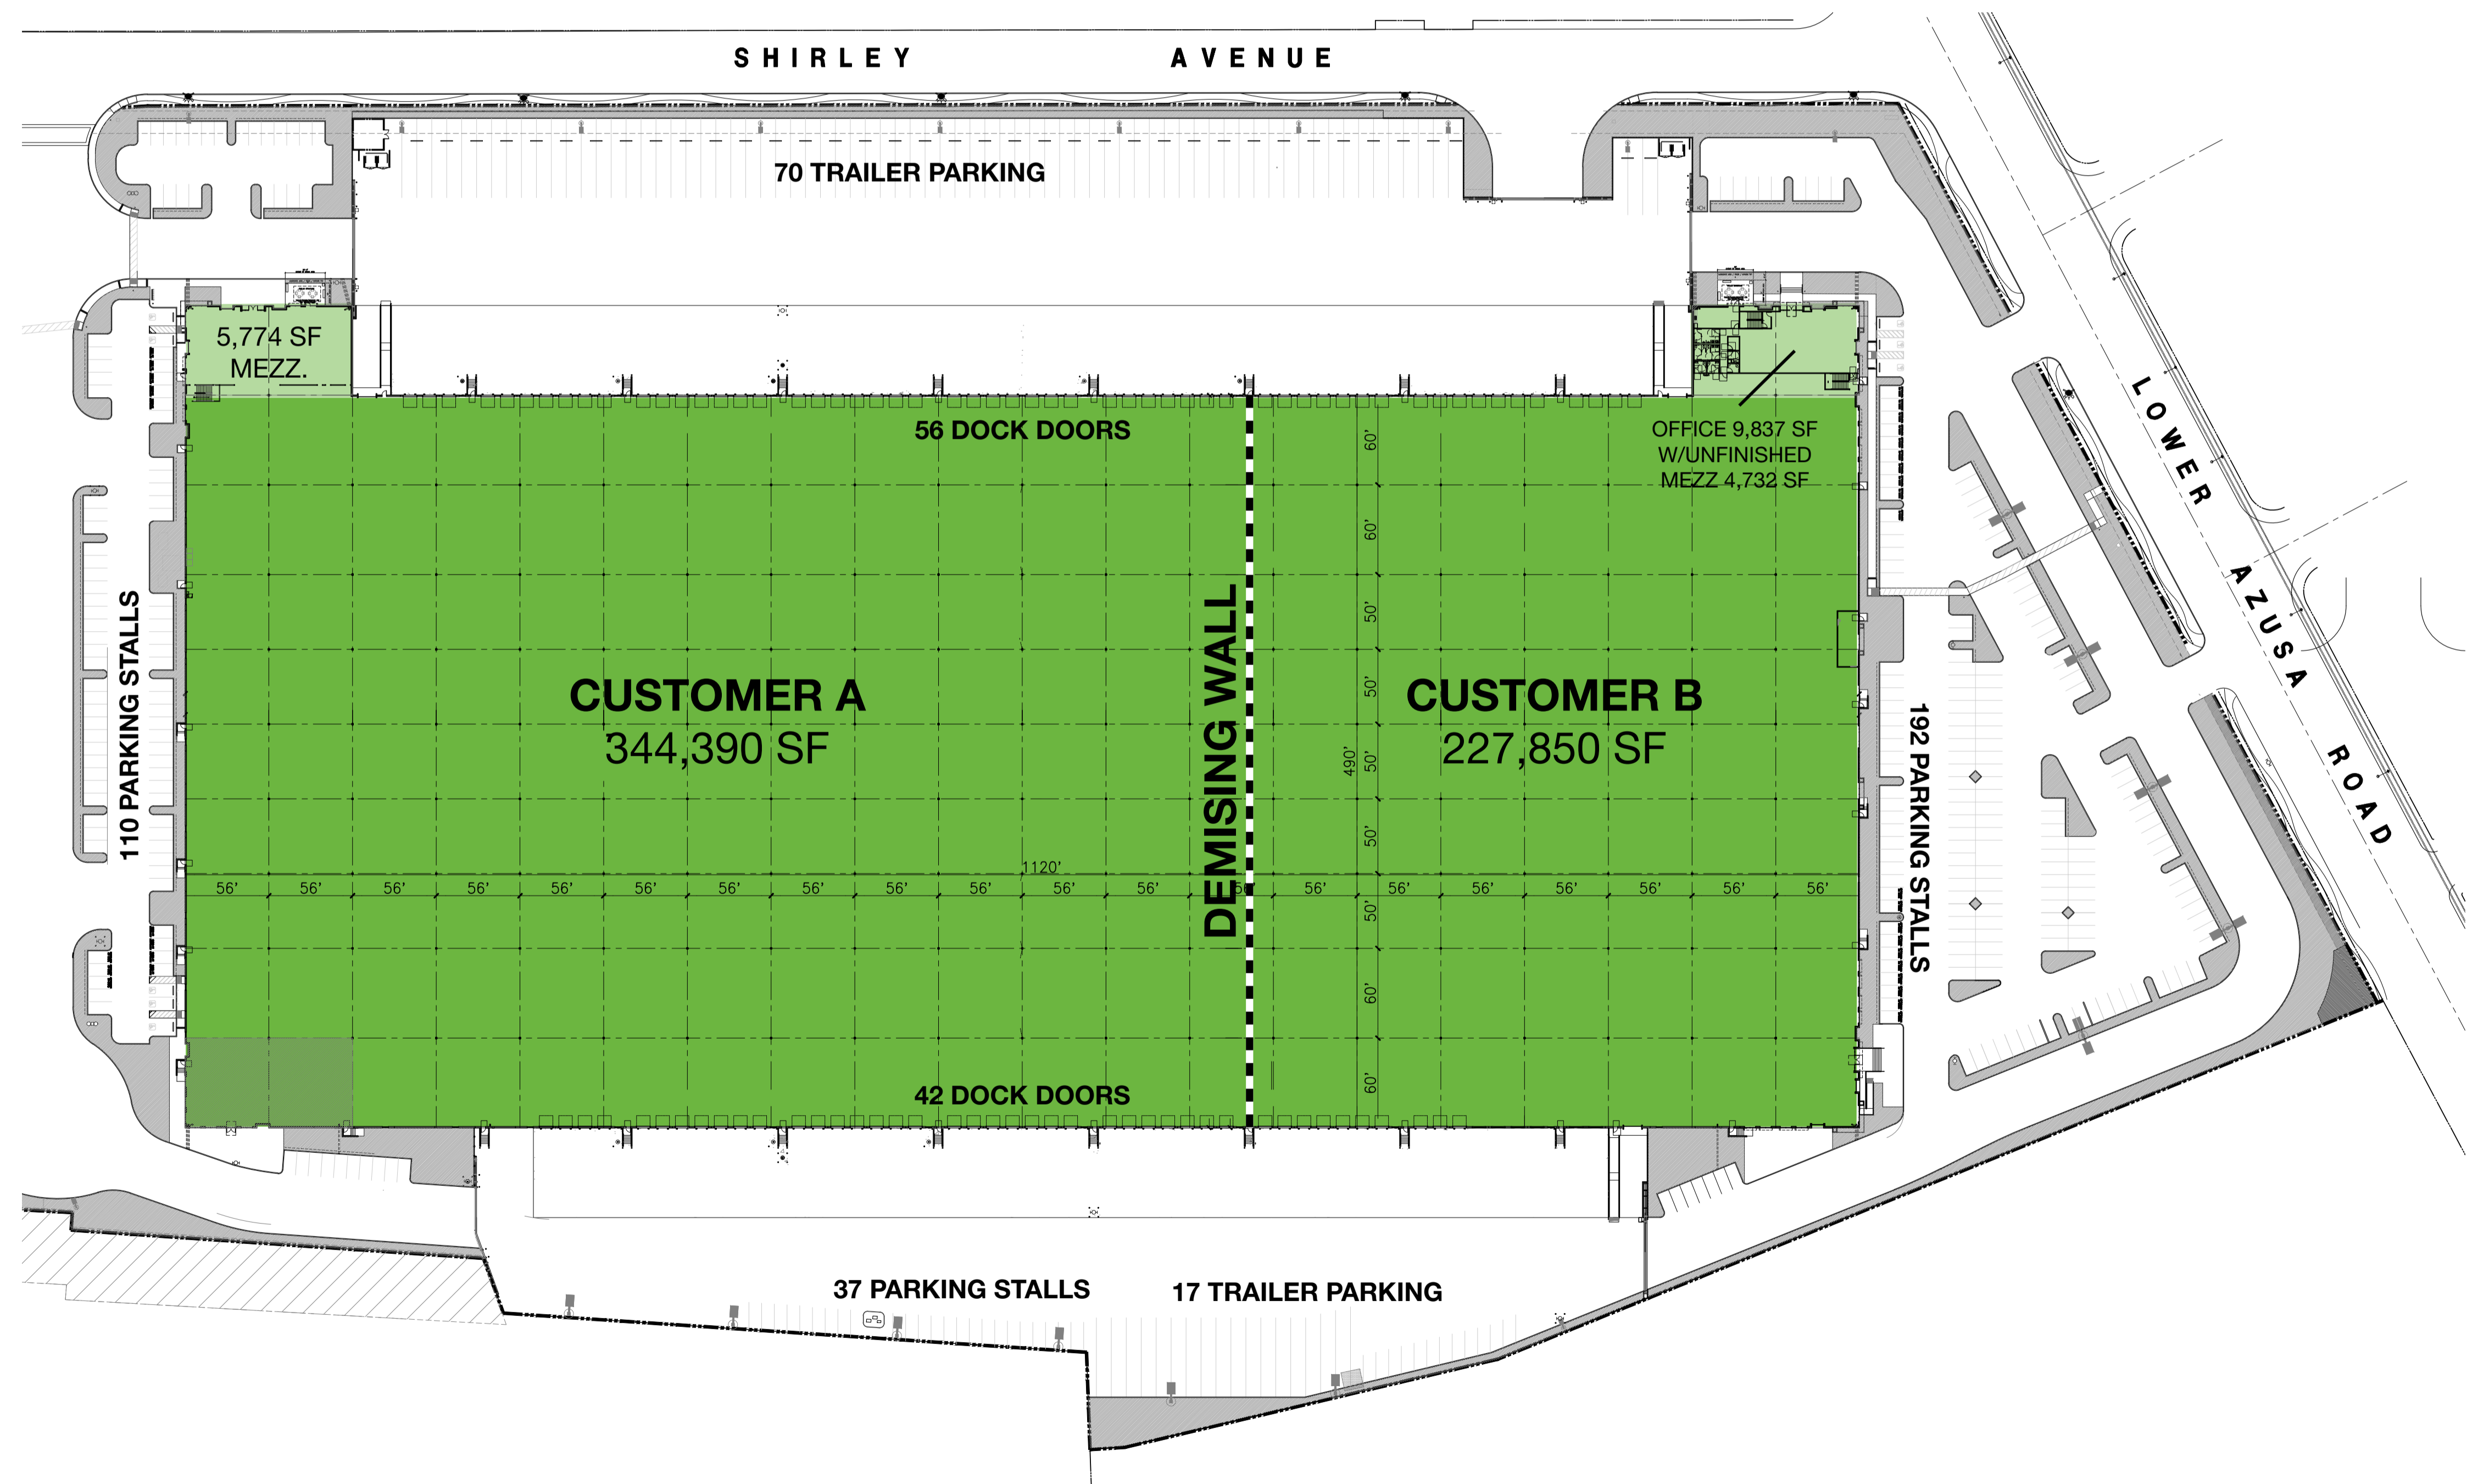 SHIRLEY AVENUE
70 TRAILER PARKING
5,774 SF
MEZZ.
56 DOCK DOORS
OFFICE 9,837 SF
W/UNFINISHED
MEZZ 4,732 SF
LOWER AZUSA ROAD
60'
60'
50'
50'
50'
50'
50'
60'
60'
490'
110 PARKING STALLS
CUSTOMER A
344,390 SF
DEMISING WALL
CUSTOMER B
227,850 SF
192 PARKING STALLS
1120'
56' 56' 56' 56' 56' 56' 56' 56' 56' 56' 56' 56' 56' 56' 56' 56' 56' 56' 56'
42 DOCK DOORS
37 PARKING STALLS
17 TRAILER PARKING